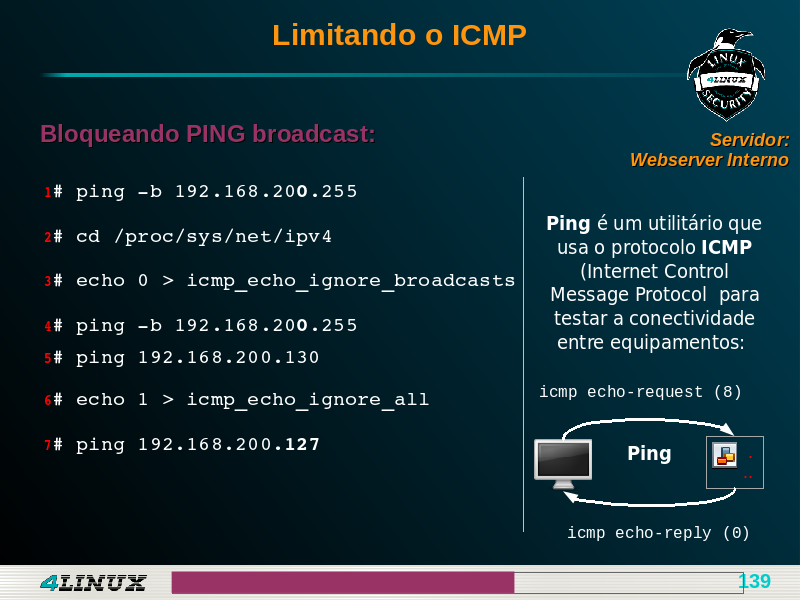 Limitando o ICMP
LINUX
4LINUX
SECURITY
Bloqueando PING broadcast:
Servidor:
Webserver Interno
1# ping -b 192.168.200.255
2# cd /proc/sys/net/ipv4
3# echo 0 > icmp_echo_ignore_broadcasts
4# ping -b 192.168.200.255
5# ping 192.168.200.130
6# echo 1 > icmp_echo_ignore_all
7# ping 192.168.200.127
Ping é um utilitário que
usa o protocolo ICMP
(Internet Control
Message Protocol para
testar a conectividade
entre equipamentos:
icmp echo-request (8)
Ping
.
..
icmp echo-reply (0)
4LINUX
139